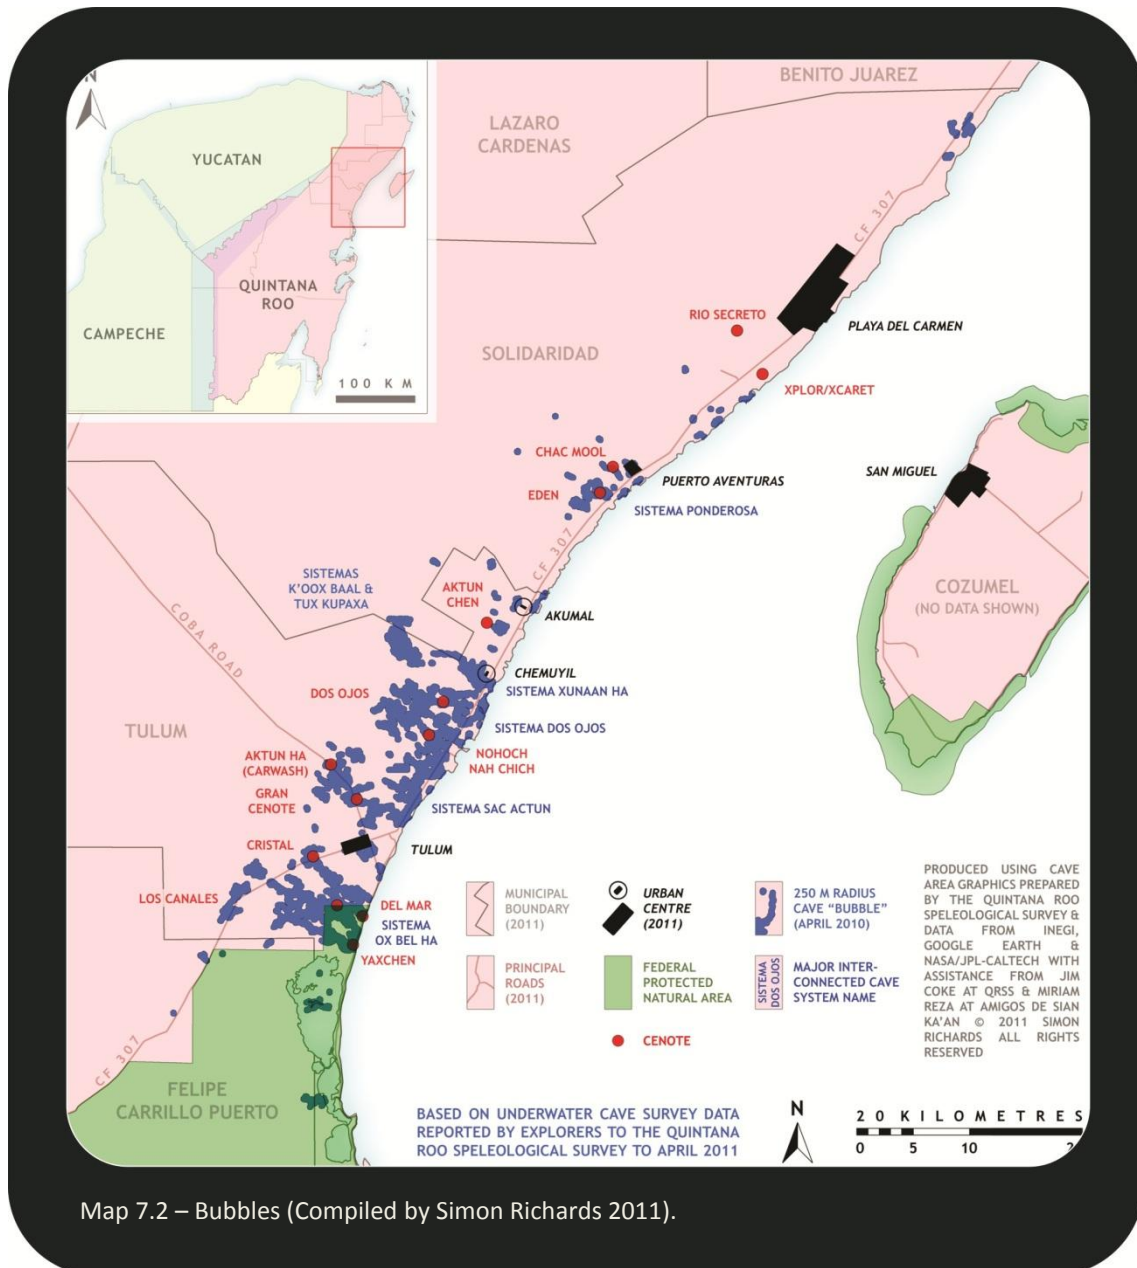 N
YUCATAN
QUINTANA
ROO
CAMPECHE
100 KM
BENITO JUAREZ
LAZARO
CARDENAS
CF 307
RIO SECRETO
PLAYA DEL CARMEN
SOLIDARIDAD
XPLOR/XCARET
CHAC MOOL
SAN MIGUEL
PUERTO AVENTURAS
EDEN
SISTEMA PONDEROSA
CF 307
SISTEMAS
K'OOX BAAL &
TUX KUPAXA
AKTUN
CHEN
COZUMEL
(NO DATA SHOWN)
AKUMAL
COBA ROAD
CHEMUYIL
DOS OJOS
SISTEMA XUNAAN HA
TULUM
SISTEMA DOS OJOS
AKTUN HA
(CARWASH)
NOHOCH
NAH CHICH
GRAN
CENOTE
SISTEMA SAC ACTUN
CRISTAL
TULUM
LOS CANALES
DEL MAR
SISTEMA
OX BEL HA
YAXCHEN
CF 307
FELIPE
CARRILLO PUERTO
MUNICIPAL
BOUNDARY
(2011)
URBAN
CENTRE
(2011)
250 M RADIUS
CAVE "BUBBLE"
(APRIL 2010)
PRINCIPAL
ROADS
(2011)
FEDERAL
PROTECTED
NATURAL AREA
SISTEMA
DOS OJOS
MAJOR INTER-
CONNECTED CAVE
SYSTEM NAME
CENOTE
PRODUCED USING CAVE
AREA GRAPHICS PREPARED
BY THE QUINTANA ROO
SPELEOLOGICAL SURVEY &
DATA FROM INEGI,
GOOGLE EARTH &
NASA/JPL-CALTECH WITH
ASSISTANCE FROM JIM
COKE AT QRSS & MIRIAM
REZA AT AMIGOS DE SIAN
KA'AN © 2011 SIMON
RICHARDS ALL RIGHTS
RESERVED
BASED ON UNDERWATER CAVE SURVEY DATA
REPORTED BY EXPLORERS TO THE QUINTANA
ROO SPELEOLOGICAL SURVEY TO APRIL 2011
N
20 KILOMETRES
0 5 10 2
Map 7.2 – Bubbles (Compiled by Simon Richards 2011).